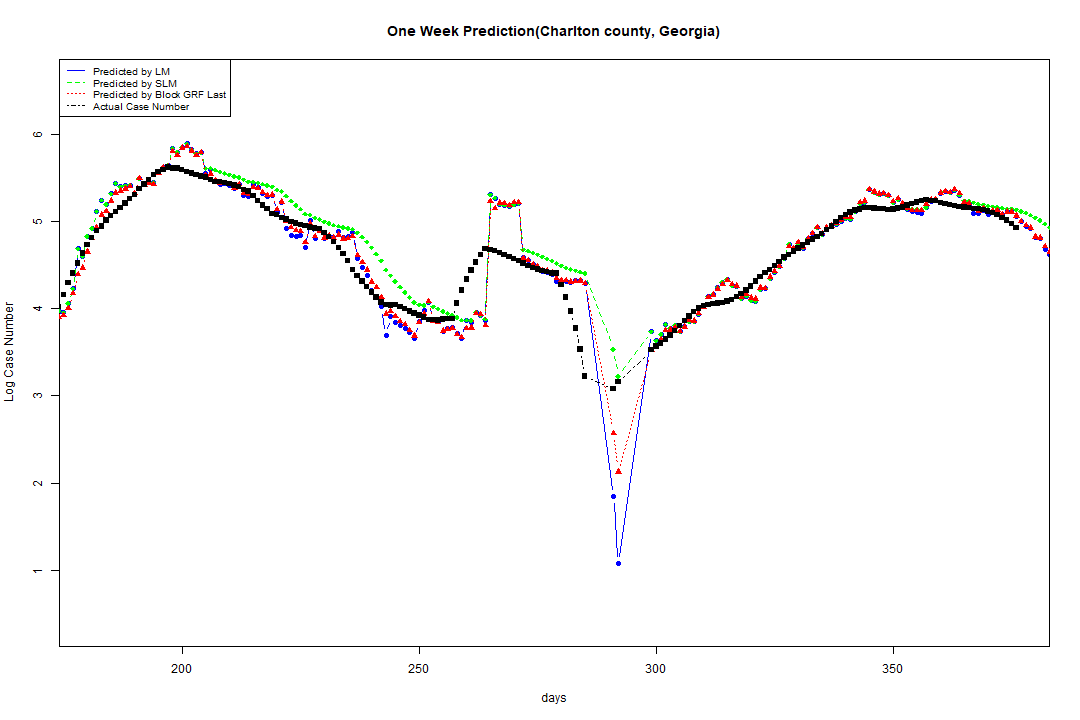 One Week Prediction(Charlton county, Georgia)
Predicted by LM
Predicted by SLM
Predicted by Block GRF Last
Actual Case Number
6
5
4
3
2
1
Log Case Number
200 250 300 350
days